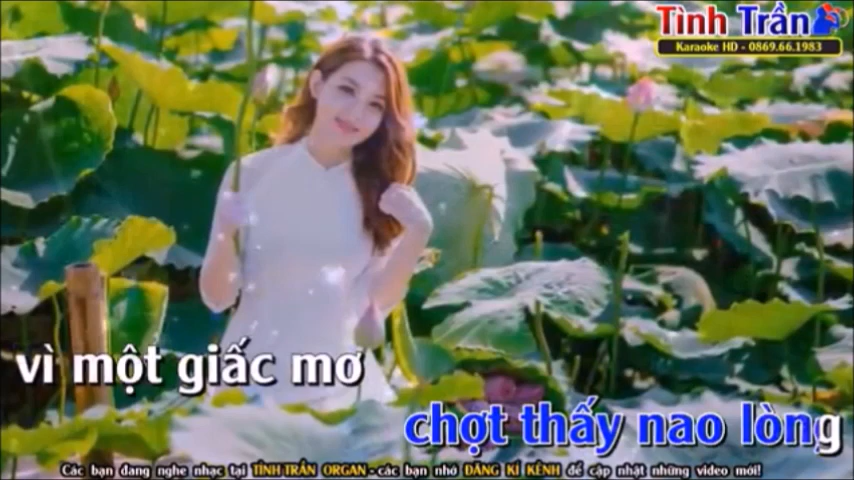 Tình Trần
Karaoke HD - 0869.66.1983
vì một giấc mơ
chợt thấy nao lòng
Các bạn đang nghe nhạc tại TÌNH TRẦN ORGAN - các bạn nhớ ĐĂNG KÍ KÊNH để cập nhật những video mới!